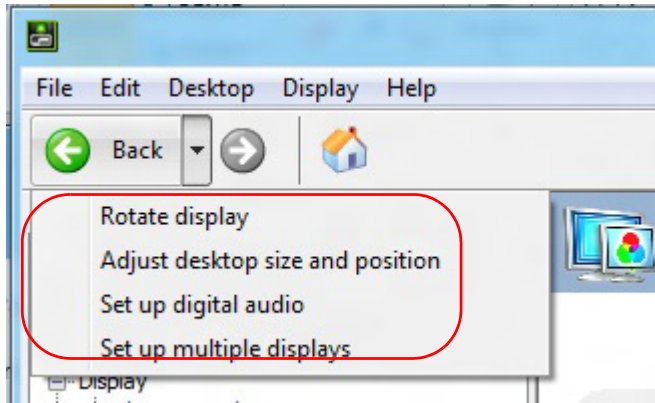 File Edit Desktop Display Help
Back
Rotate display
Adjust desktop size and position
Set up digital audio
Set up multiple displays
Display